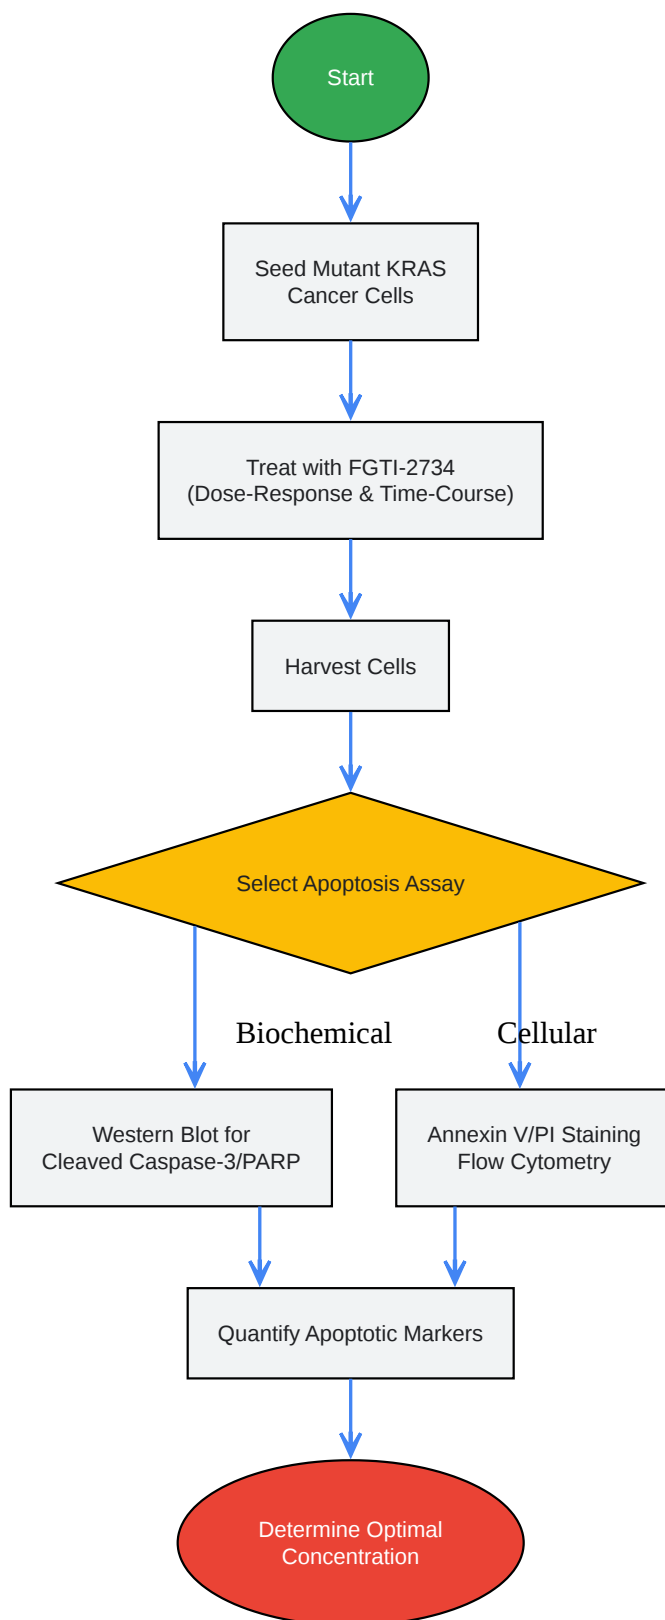 Start
Seed Mutant KRAS
Cancer Cells
Treat with FGTI-2734
(Dose-Response & Time-Course)
Harvest Cells
Select Apoptosis Assay
Biochemical
Cellular
Western Blot for
Cleaved Caspase-3/PARP
Annexin V/PI Staining
Flow Cytometry
Quantify Apoptotic Markers
Determine Optimal
Concentration